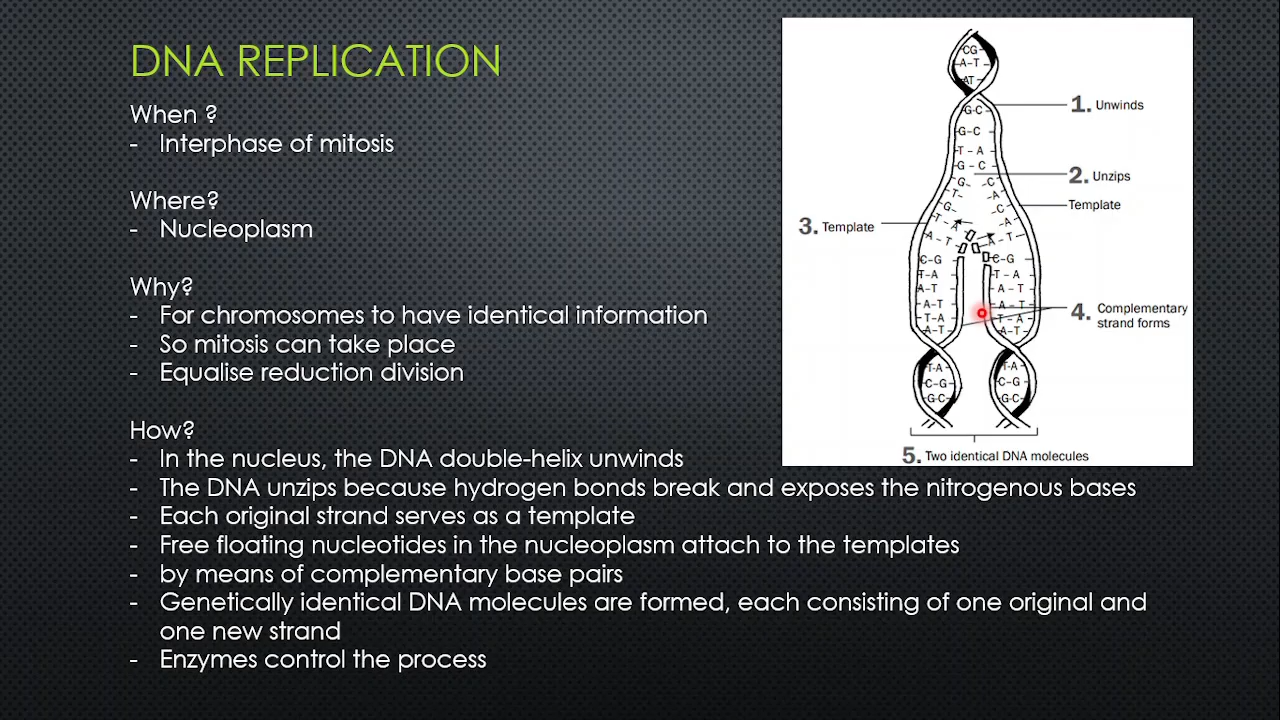 DNA REPLICATION
When ?
- Interphase of mitosis
Where?
- Nucleoplasm
Why?
- For chromosomes to have identical information
- So mitosis can take place
- Equalise reduction division
How?
- In the nucleus, the DNA double-helix unwinds
- The DNA unzips because hydrogen bonds break and exposes the nitrogenous bases
- Each original strand serves as a template
- Free floating nucleotides in the nucleoplasm attach to the templates
- by means of complementary base pairs
- Genetically identical DNA molecules are formed, each consisting of one original and
one new strand
- Enzymes control the process
CG
A-T
AT
G-C
G-C
T-A
G-C
G C
T A
G C
T-A A
A-T A-T
C-G C-G
T-A T-A
A-T A-T
A-T A-T
T-A T-A
A-T A-T
T-A T-A
C-G C-G
G-C G-C
1. Unwinds
2. Unzips
Template
3. Template
4. Complementary
strand forms
5. Two identical DNA molecules